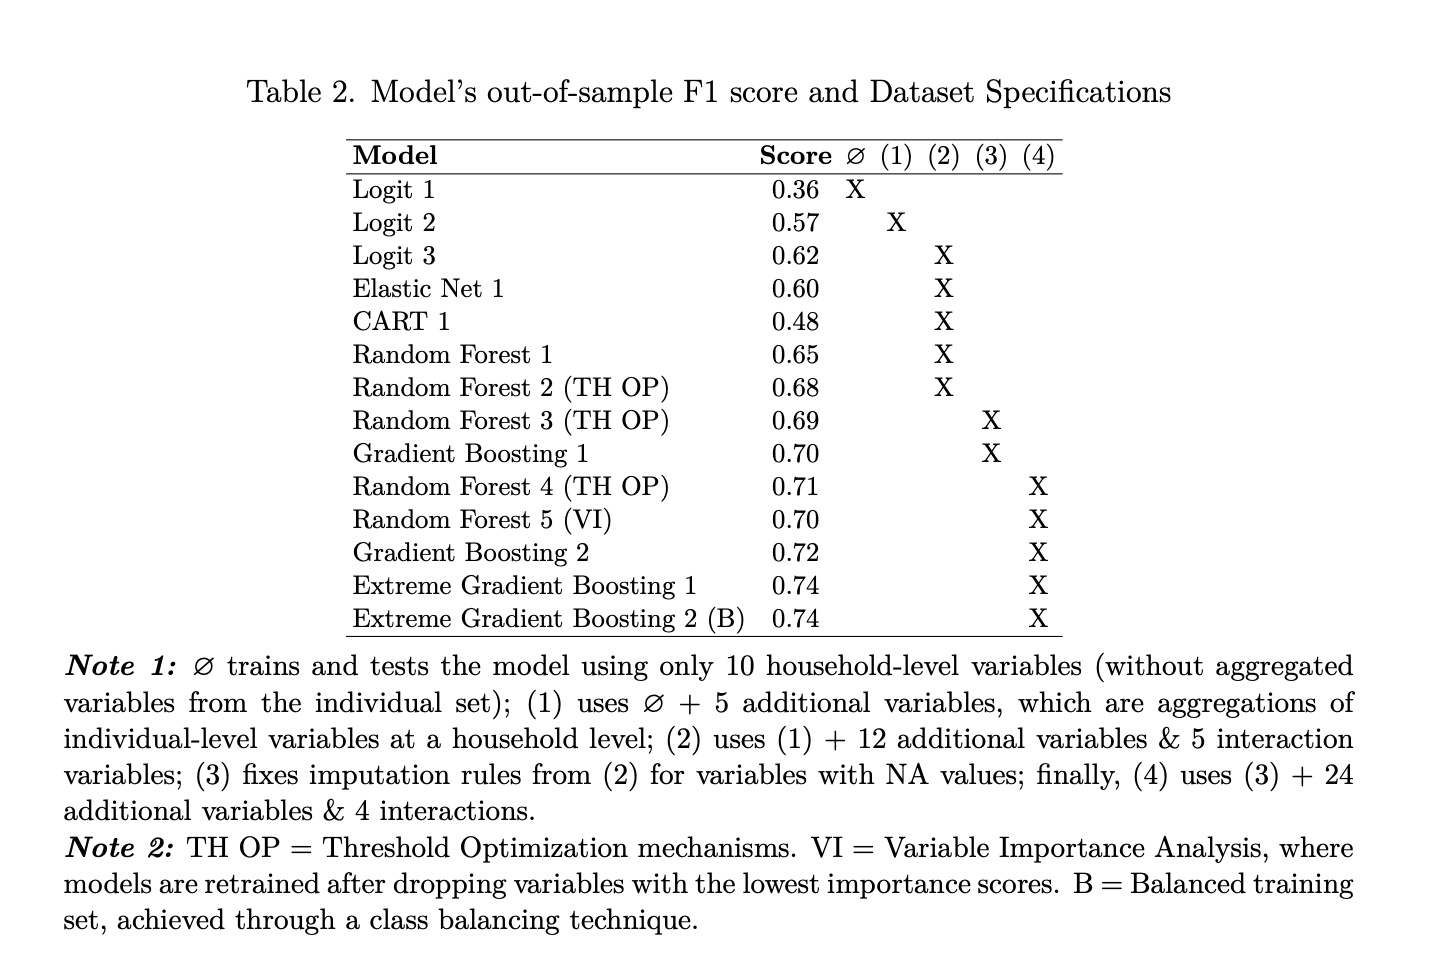 Table 2. Model's out-of-sample F1 score and Dataset Specifications
Model Score ∅ (1) (2) (3) (4)
Logit 1 0.36 X
Logit 2 0.57 X
Logit 3 0.62 X
Elastic Net 1 0.60 X
CART 1 0.48 X
Random Forest 1 0.65 X
Random Forest 2 (TH OP) 0.68 X
Random Forest 3 (TH OP) 0.69 X
Gradient Boosting 1 0.70 X
Random Forest 4 (TH OP) 0.71 X
Random Forest 5 (VI) 0.70 X
Gradient Boosting 2 0.72 X
Extreme Gradient Boosting 1 0.74 X
Extreme Gradient Boosting 2 (B) 0.74 X
Note 1: ∅ trains and tests the model using only 10 household-level variables (without aggregated
variables from the individual set); (1) uses ∅ + 5 additional variables, which are aggregations of
individual-level variables at a household level; (2) uses (1) + 12 additional variables & 5 interaction
variables; (3) fixes imputation rules from (2) for variables with NA values; finally, (4) uses (3) + 24
additional variables & 4 interactions.
Note 2: TH OP = Threshold Optimization mechanisms. VI = Variable Importance Analysis, where
models are retrained after dropping variables with the lowest importance scores. B = Balanced training
set, achieved through a class balancing technique.